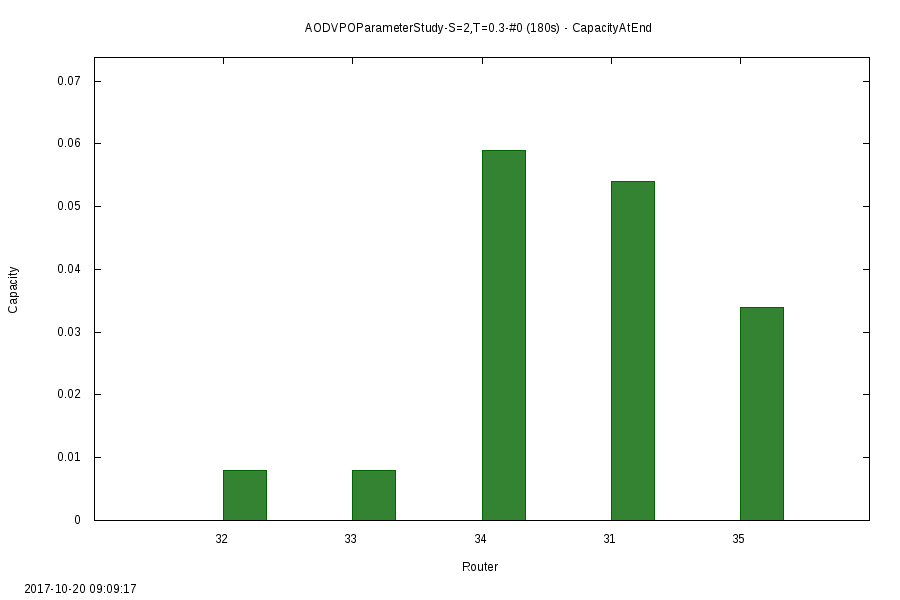 AODVPOParameterStudy-S=2,T=0.3-#0 (180s) - CapacityAtEnd
0.07
0.06
0.05
0.04
0.03
0.02
0.01
0
Capacity
32 33 34 31 35
Router
2017-10-20 09:09:17